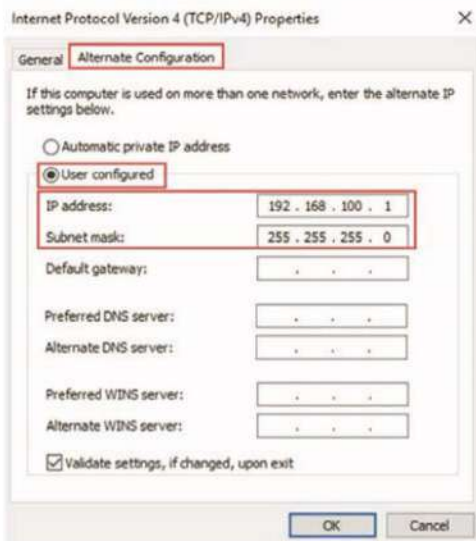 Internet Protocol Version 4 (TCP/IPv4) Properties
General Alternate Configuration
If this computer is used on more than one network, enter the alternate IP
settings below.
Automatic private IP address
User configured
IP address: 192 . 168 . 100 . 1
Subnet mask: 255 . 255 . 255 . 0
Default gateway: . . .
Preferred DNS server: . . .
Alternate DNS server: . . .
Preferred WINS server: . . .
Alternate WINS server: . . .
Validate settings, if changed, upon exit
OK Cancel